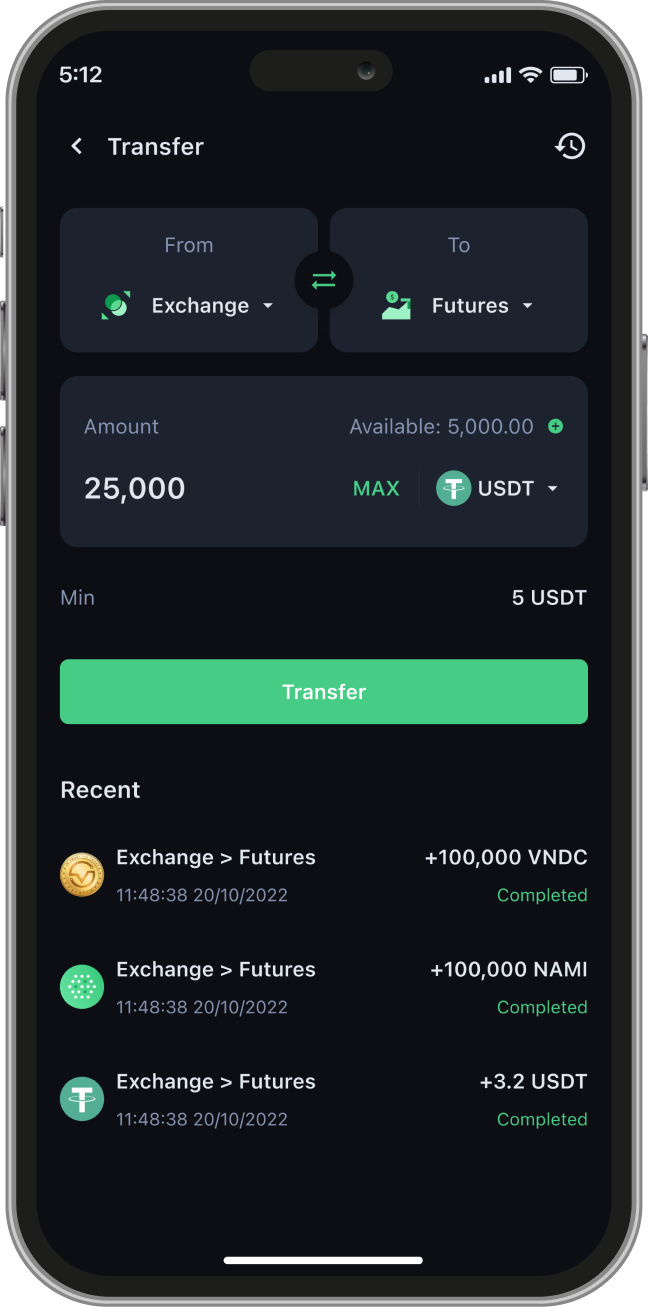 5:12
Transfer
From
To
Exchange
Futures
Amount
Available: 5,000.00
25,000
MAX
USDT
Min
5 USDT
Transfer
Recent
Exchange > Futures
+100,000 VNDC
11:48:38 20/10/2022
Completed
Exchange > Futures
+100,000 NAMI
11:48:38 20/10/2022
Completed
Exchange > Futures
+3.2 USDT
11:48:38 20/10/2022
Completed